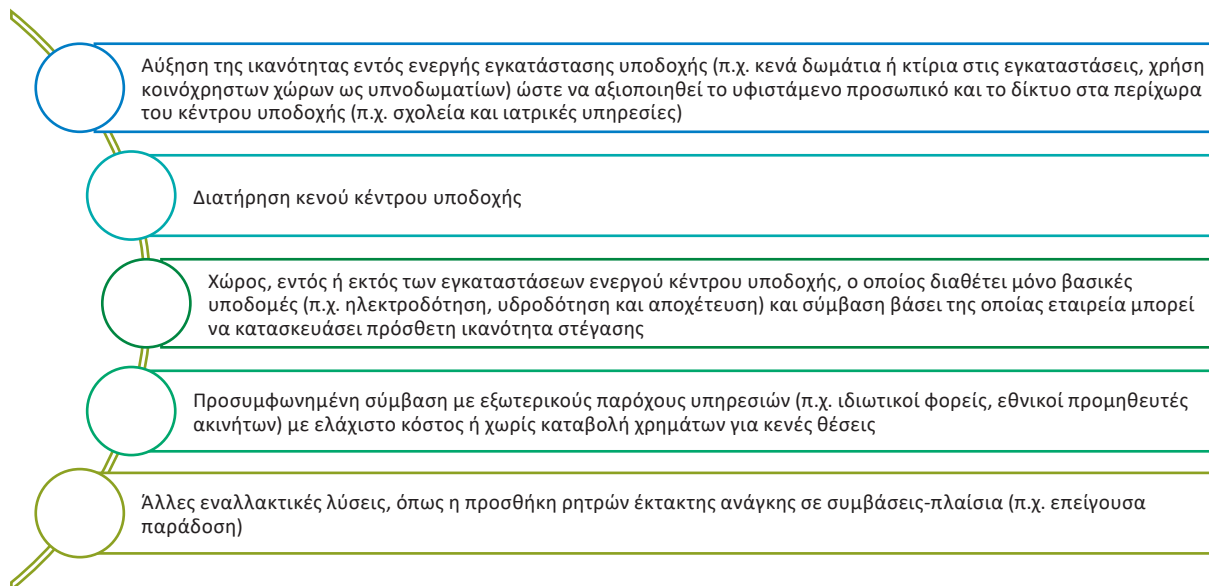 Αύξηση της ικανότητας εντός ενεργής εγκατάστασης υποδοχής (π.χ. κενά δωμάτια ή κτίρια στις εγκαταστάσεις, χρήση
κοινόχρηστων χώρων ως υπνοδωματίων) ώστε να αξιοποιηθεί το υφιστάμενο προσωπικό και το δίκτυο στα περίχωρα
του κέντρου υποδοχής (π.χ. σχολεία και ιατρικές υπηρεσίες)
Διατήρηση κενού κέντρου υποδοχής
Χώρος, εντός ή εκτός των εγκαταστάσεων ενεργού κέντρου υποδοχής, ο οποίος διαθέτει μόνο βασικές
υποδομές (π.χ. ηλεκτροδότηση, υδροδότηση και αποχέτευση) και σύμβαση βάσει της οποίας εταιρεία μπορεί
να κατασκευάσει πρόσθετη ικανότητα στέγασης
Προσυμφωνημένη σύμβαση με εξωτερικούς παρόχους υπηρεσιών (π.χ. ιδιωτικοί φορείς, εθνικοί προμηθευτές
ακινήτων) με ελάχιστο κόστος ή χωρίς καταβολή χρημάτων για κενές θέσεις
Άλλες εναλλακτικές λύσεις, όπως η προσθήκη ρητρών έκτακτης ανάγκης σε συμβάσεις-πλαίσια (π.χ. επείγουσα
παράδοση)